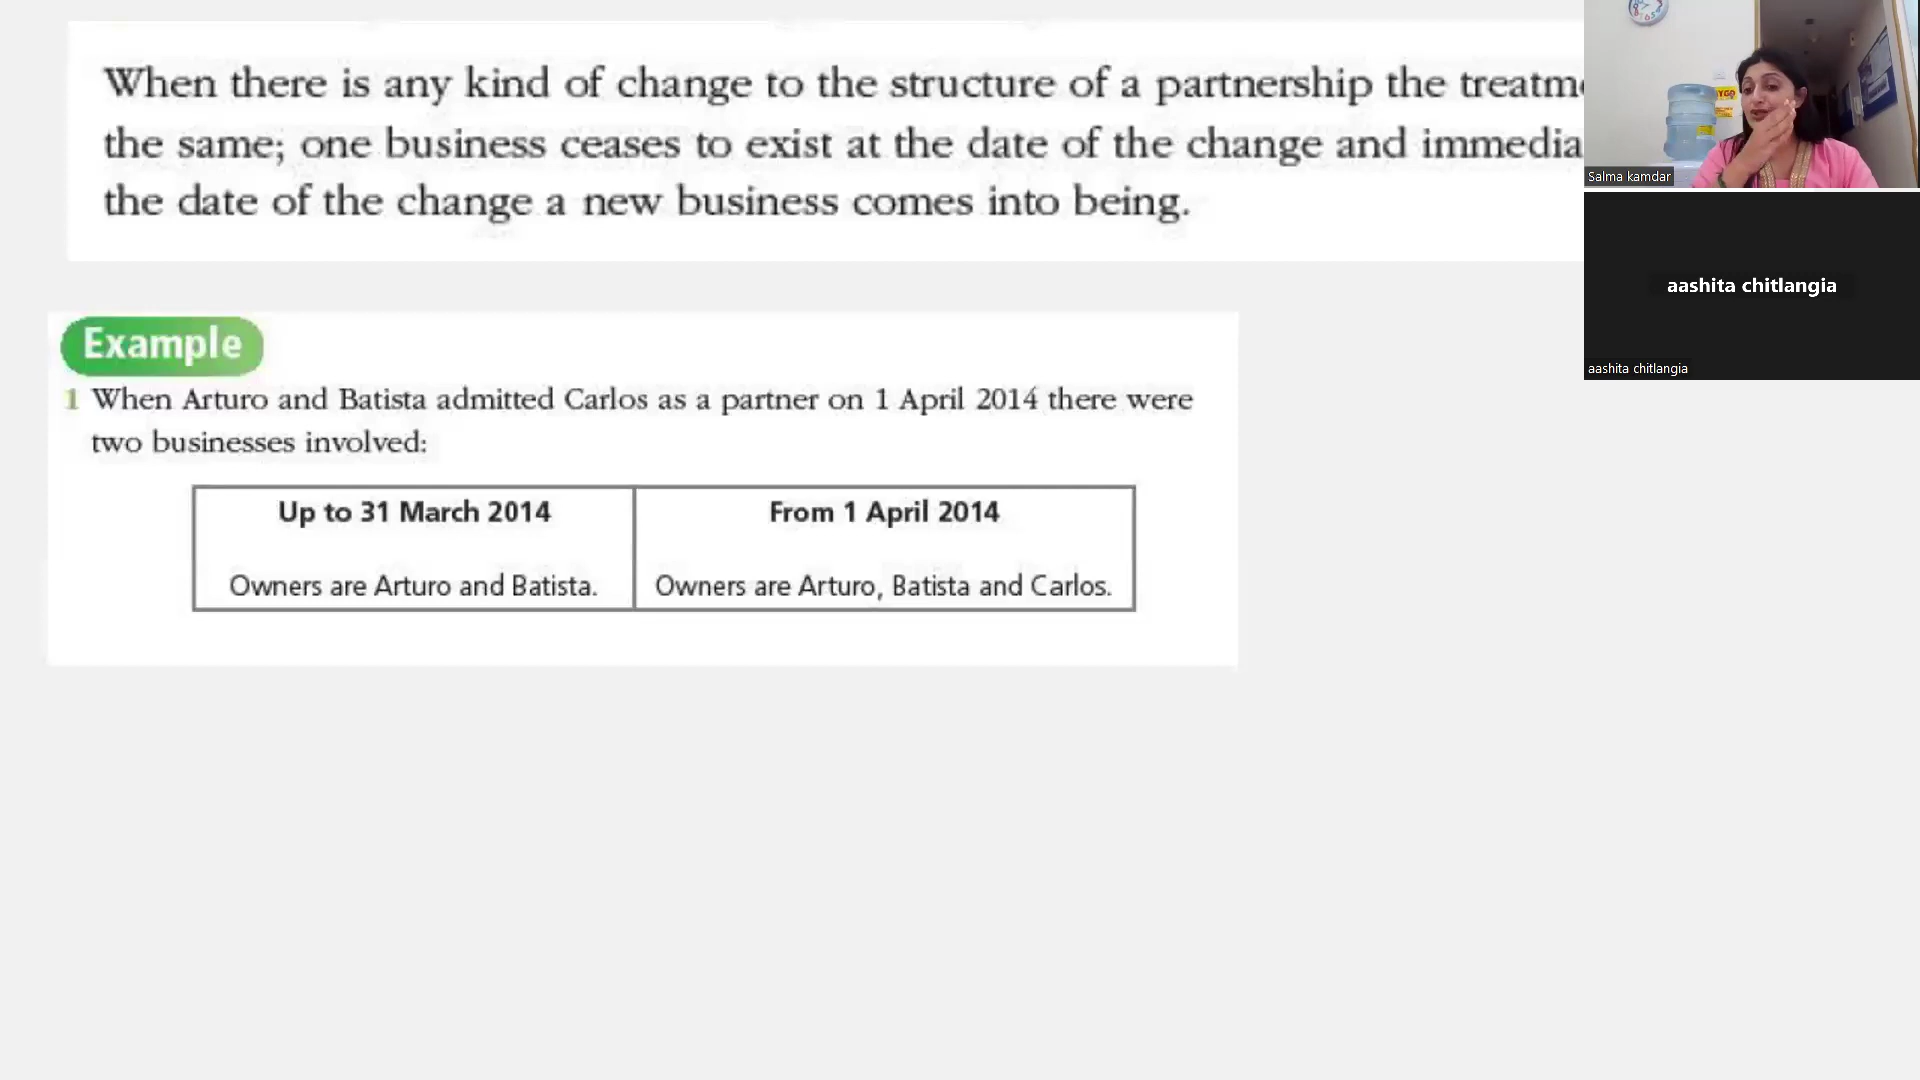 When there is any kind of change to the structure of a partnership the treatm
the same; one business ceases to exist at the date of the change and immedia
the date of the change a new business comes into being.
Example
1 When Arturo and Batista admitted Carlos as a partner on 1 April 2014 there were
two businesses involved:
Up to 31 March 2014
Owners are Arturo and Batista.
From 1 April 2014
Owners are Arturo, Batista and Carlos.
Salma kamdar
aashita chitlangia
aashita chitlangia